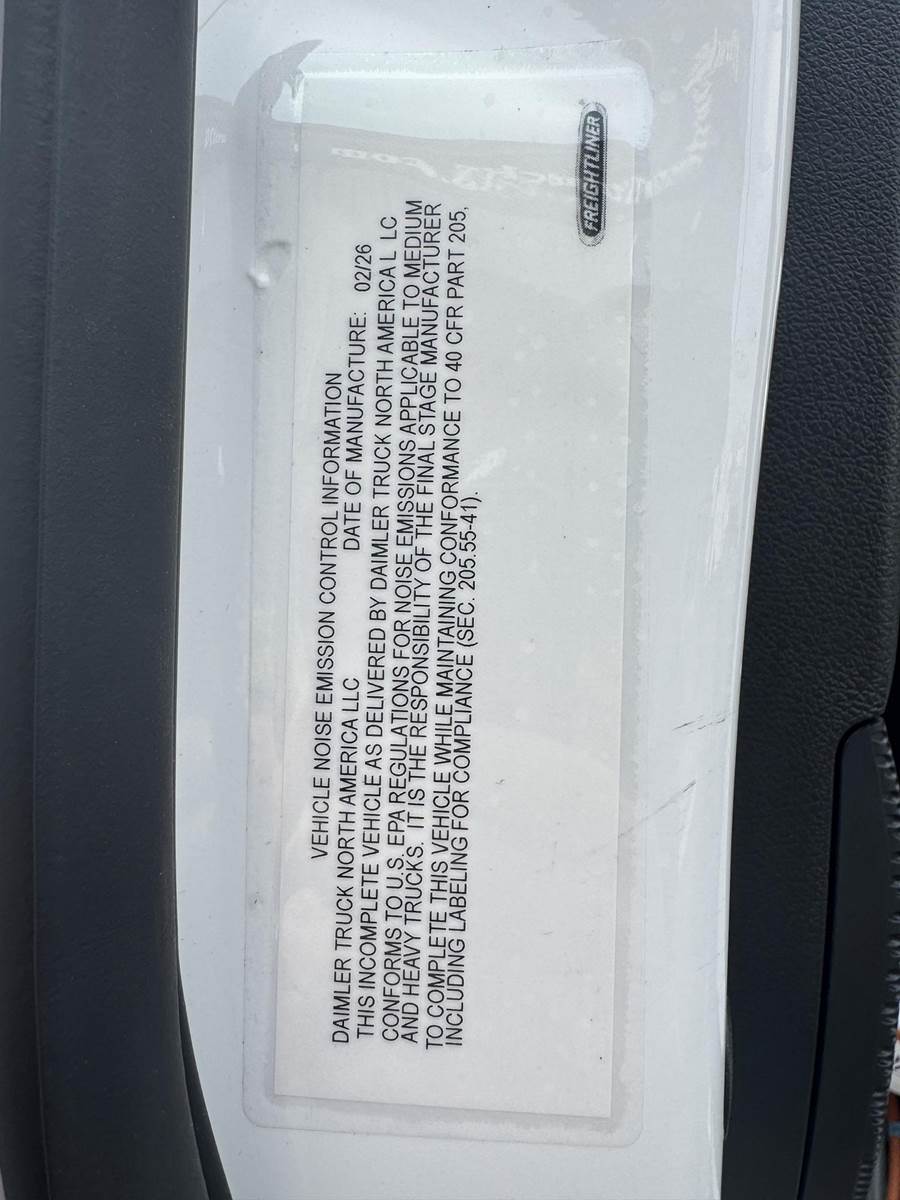 VEHICLE NOISE EMISSION CONTROL INFORMATION
DAIMLER TRUCK NORTH AMERICA LLC DATE OF MANUFACTURE: 02/26
THIS INCOMPLETE VEHICLE AS DELIVERED BY DAIMLER TRUCK NORTH AMERICA L LC
CONFORMS TO U.S. EPA REGULATIONS FOR NOISE EMISSIONS APPLICABLE TO MEDIUM
AND HEAVY TRUCKS. IT IS THE RESPONSIBILITY OF THE FINAL STAGE MANUFACTURER
TO COMPLETE THIS VEHICLE WHILE MAINTAINING CONFORMANCE TO 40 CFR PART 205,
INCLUDING LABELING FOR COMPLIANCE (SEC. 205.55-41).
FREIGHTLINER